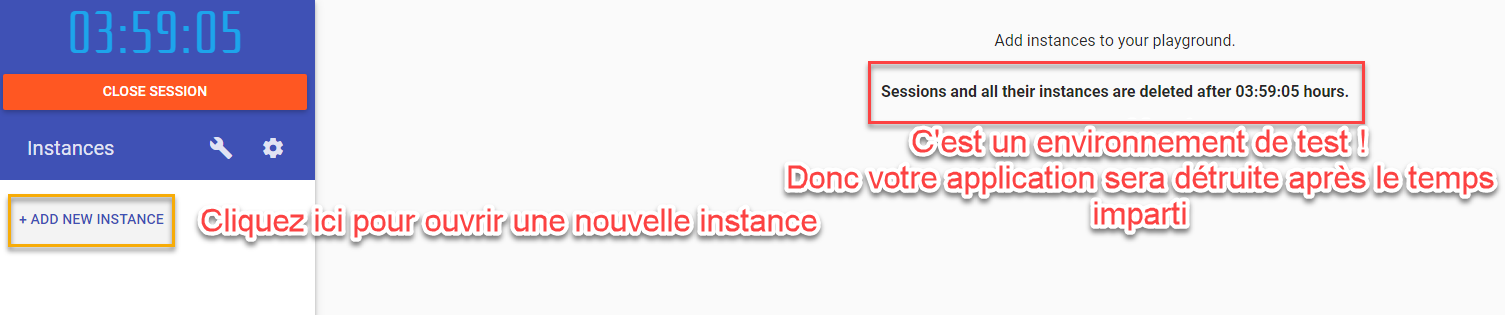 03:59:05
CLOSE SESSION
Instances
+ ADD NEW INSTANCE
Cliquez ici pour ouvrir une nouvelle instance
Add instances to your playground.
Sessions and all their instances are deleted after 03:59:05 hours.
C'est un environnement de test !
Donc votre application sera détruite après le temps
imparti